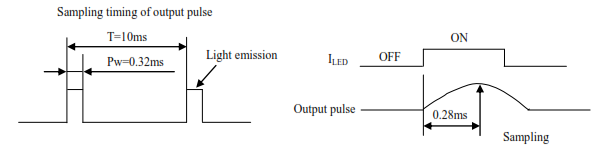 Sampling timing of output pulse
T=10ms
Pw=0.32ms
Light emission
ON
ILED
OFF
Output pulse
0.28ms
Sampling